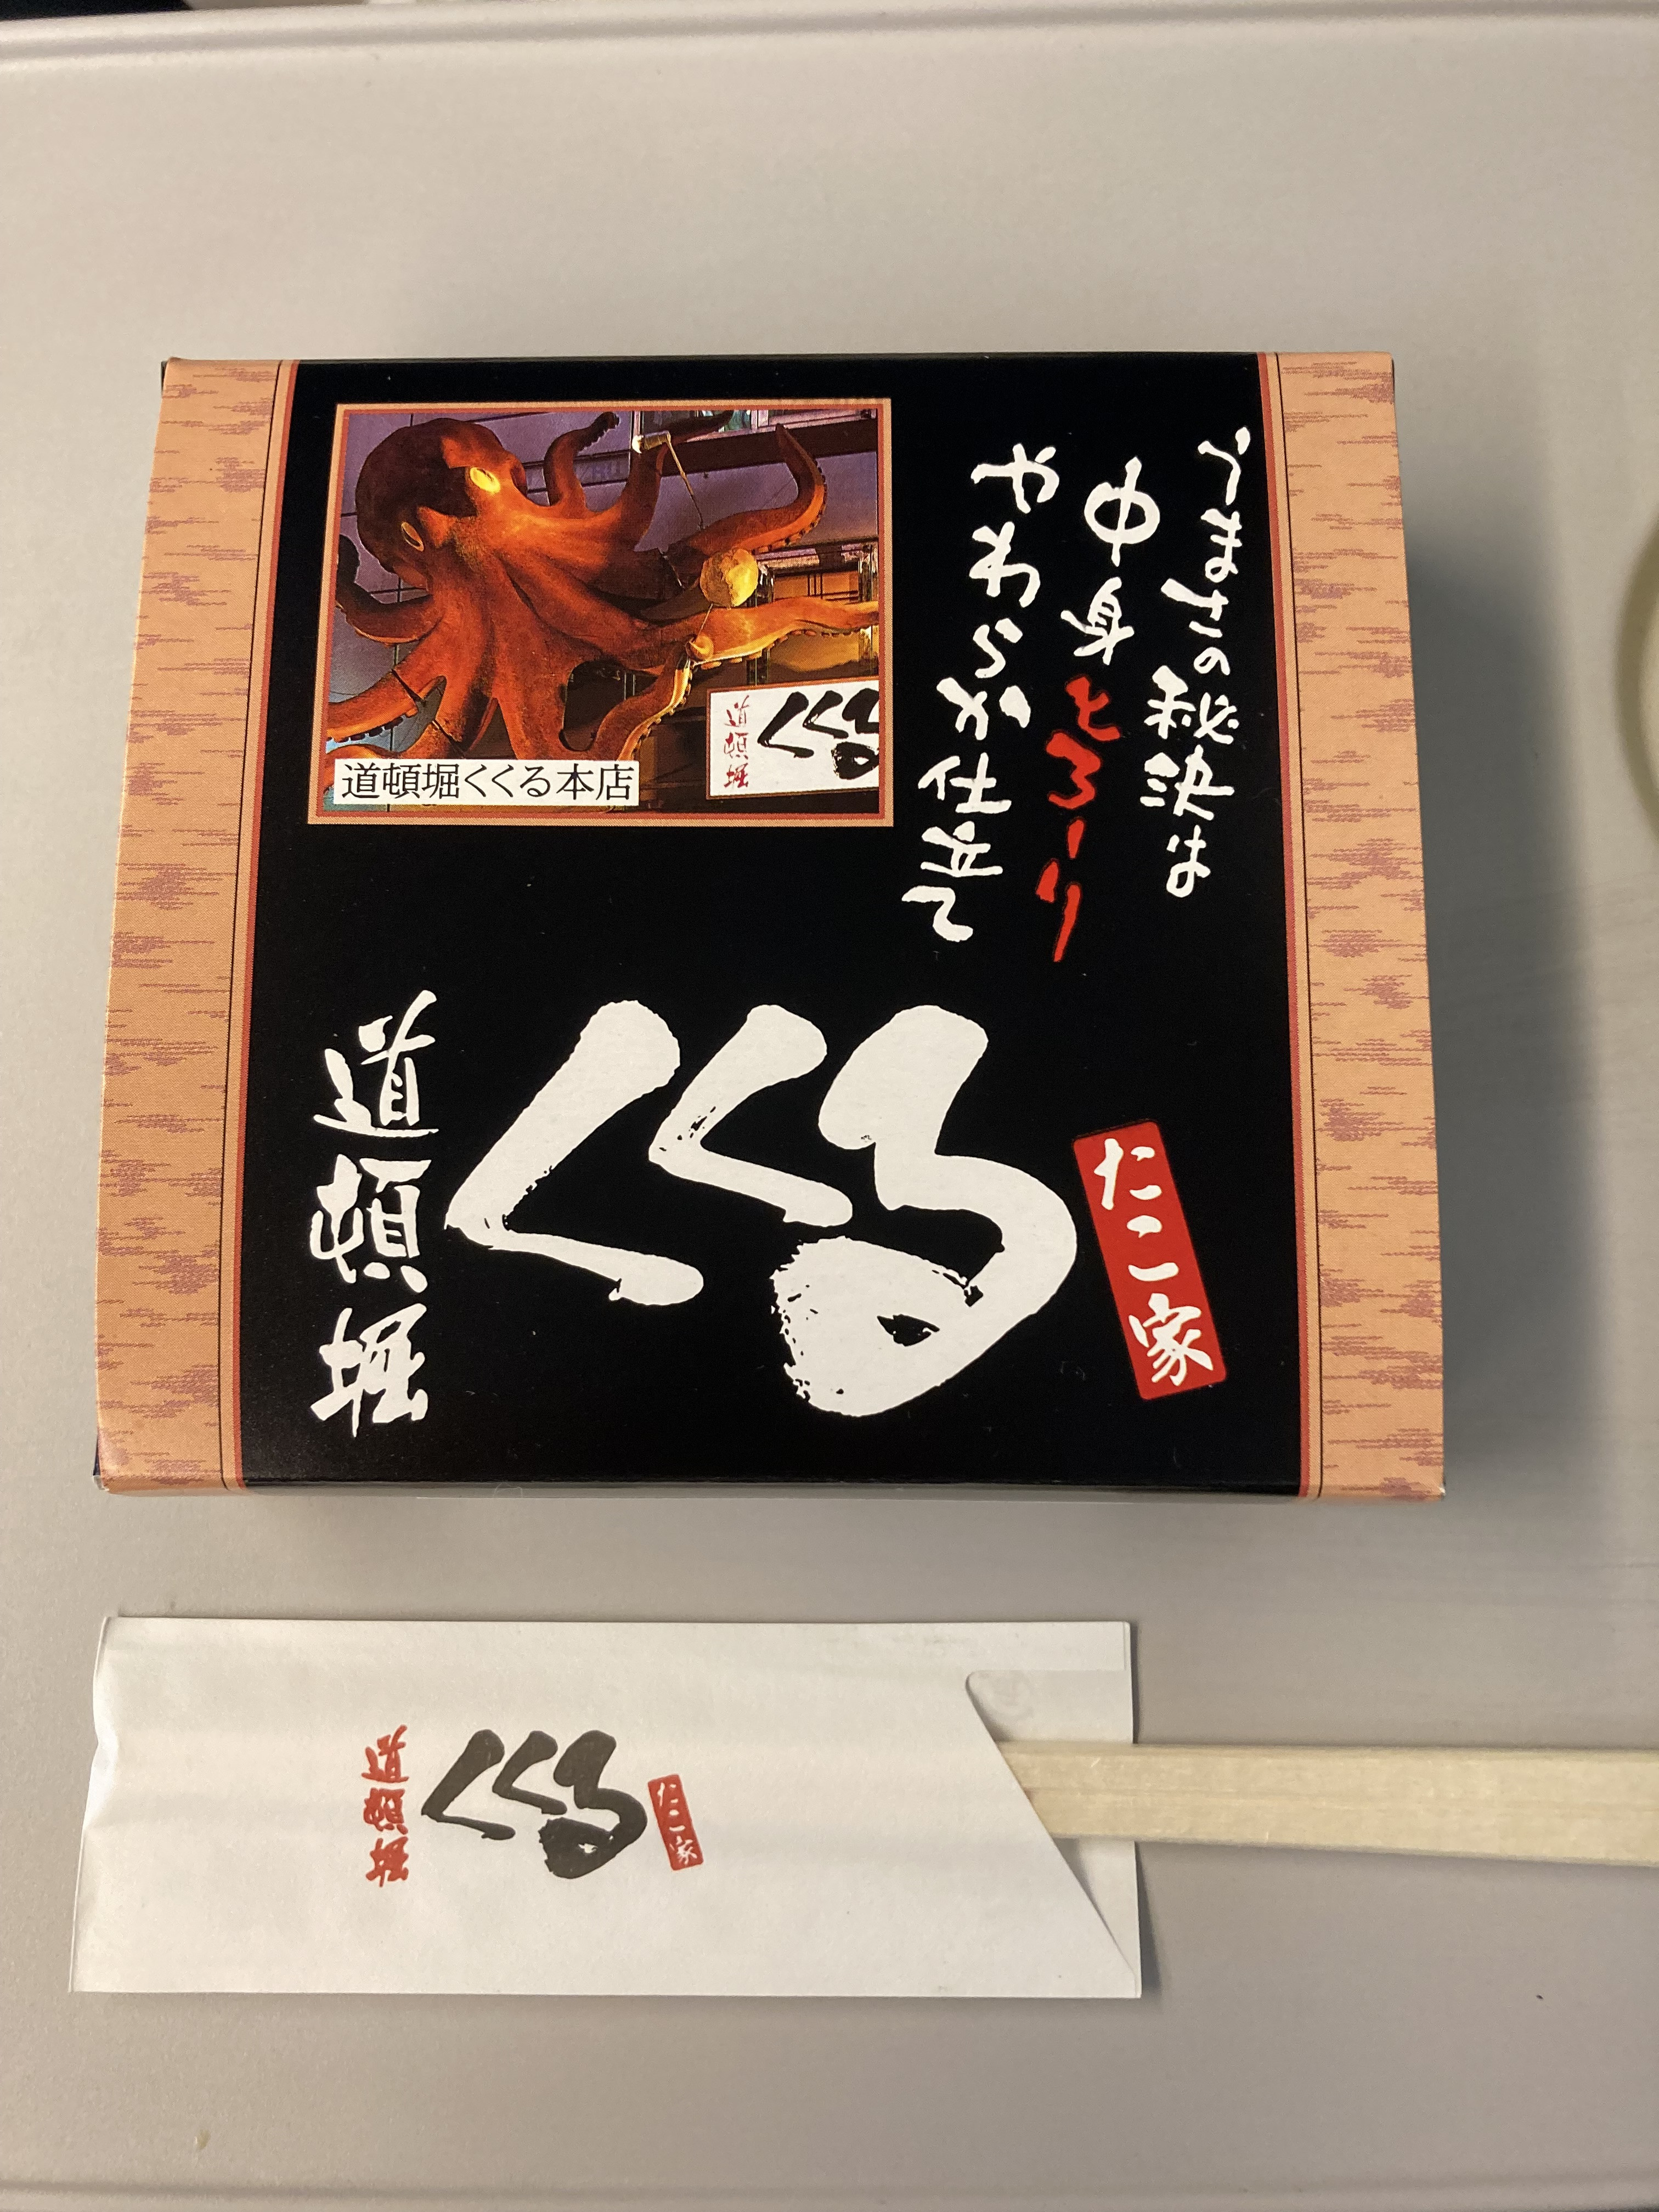 うまさの秘決は
中身とろーり
やわらか仕立て
道頓堀
くくる
道頓堀くくる本店
道頓堀
くくる
たこ家
道頓堀
くくる
たこ家